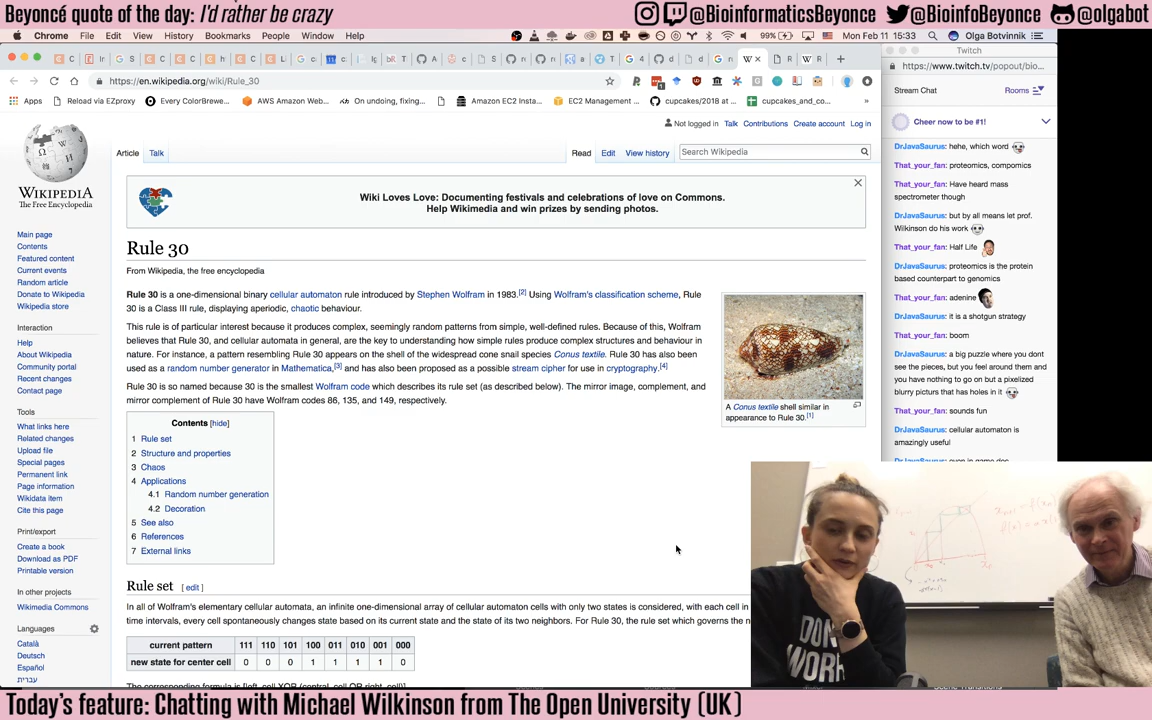 Beyoncé quote of the day: I'd rather be crazy
@BioinformaticsBeyonce @BioinfoBeyonce @olgabot
Chrome File Edit View History Bookmarks People Window Help
99% Mon Feb 11 15:33 Olga Botvinnik
https://en.wikipedia.org/wiki/Rule_30
Apps Reload via EZproxy Every ColorBrewe... AWS Amazon Web... On undoing, fixing... Amazon EC2 Insta... EC2 Management ... cupcakes/2018 at ... cupcakes_and_co... »
Not logged in Talk Contributions Create account Log in
Article Talk Read Edit View history Search Wikipedia
WIKIPEDIA
The Free Encyclopedia
Main page
Contents
Featured content
Current events
Random article
Donate to Wikipedia
Wikipedia store
Interaction
Help
About Wikipedia
Community portal
Recent changes
Contact page
Tools
What links here
Related changes
Upload file
Special pages
Permanent link
Page information
Wikidata item
Cite this page
Print/export
Create a book
Download as PDF
Printable version
In other projects
Wikimedia Commons
Languages
Català
Deutsch
Español
עברית
Wiki Loves Love: Documenting festivals and celebrations of love on Commons.
Help Wikimedia and win prizes by sending photos.
Rule 30
From Wikipedia, the free encyclopedia
Rule 30 is a one-dimensional binary cellular automaton rule introduced by Stephen Wolfram in 1983.[2] Using Wolfram's classification scheme, Rule
30 is a Class III rule, displaying aperiodic, chaotic behaviour.
This rule is of particular interest because it produces complex, seemingly random patterns from simple, well-defined rules. Because of this, Wolfram
believes that Rule 30, and cellular automata in general, are the key to understanding how simple rules produce complex structures and behaviour in
nature. For instance, a pattern resembling Rule 30 appears on the shell of the widespread cone snail species Conus textile. Rule 30 has also been
used as a random number generator in Mathematica,[3] and has also been proposed as a possible stream cipher for use in cryptography.[4]
Rule 30 is so named because 30 is the smallest Wolfram code which describes its rule set (as described below). The mirror image, complement, and
mirror complement of Rule 30 have Wolfram codes 86, 135, and 149, respectively.
A Conus textile shell similar in
appearance to Rule 30.[1]
Contents [hide]
1 Rule set
2 Structure and properties
3 Chaos
4 Applications
4.1 Random number generation
4.2 Decoration
5 See also
6 References
7 External links
Rule set [ edit ]
In all of Wolfram's elementary cellular automata, an infinite one-dimensional array of cellular automaton cells with only two states is considered, with each cell in
time intervals, every cell spontaneously changes state based on its current state and the state of its two neighbors. For Rule 30, the rule set which governs the n
current pattern 111 110 101 100 011 010 001 000
new state for center cell 0 0 0 1 1 1 1 0
The corresponding formula is [left_cell XOR (central_cell OR right_cell)]
Twitch
https://www.twitch.tv/popout/bio...
Stream Chat Rooms
Cheer now to be #1!
DrJavaSaurus: hehe, which word
That_your_fan: proteomics, compomics
That_your_fan: Have heard mass
spectrometer though
DrJavaSaurus: but by all means let prof.
Wilkinson do his work
That_your_fan: Half Life
DrJavaSaurus: proteomics is the protein
based counterpart to genomics
That_your_fan: adenine
DrJavaSaurus: it is a shotgun strategy
That_your_fan: boom
DrJavaSaurus: a big puzzle where you dont
see the pieces, but you feel around them and
you have nothing to go on but a pixelized
blurry picturs that has holes in it
That_your_fan: sounds fun
DrJavaSaurus: cellular automaton is
amazingly useful
DON
WORR
Today's feature: Chatting with Michael Wilkinson from The Open University (UK)